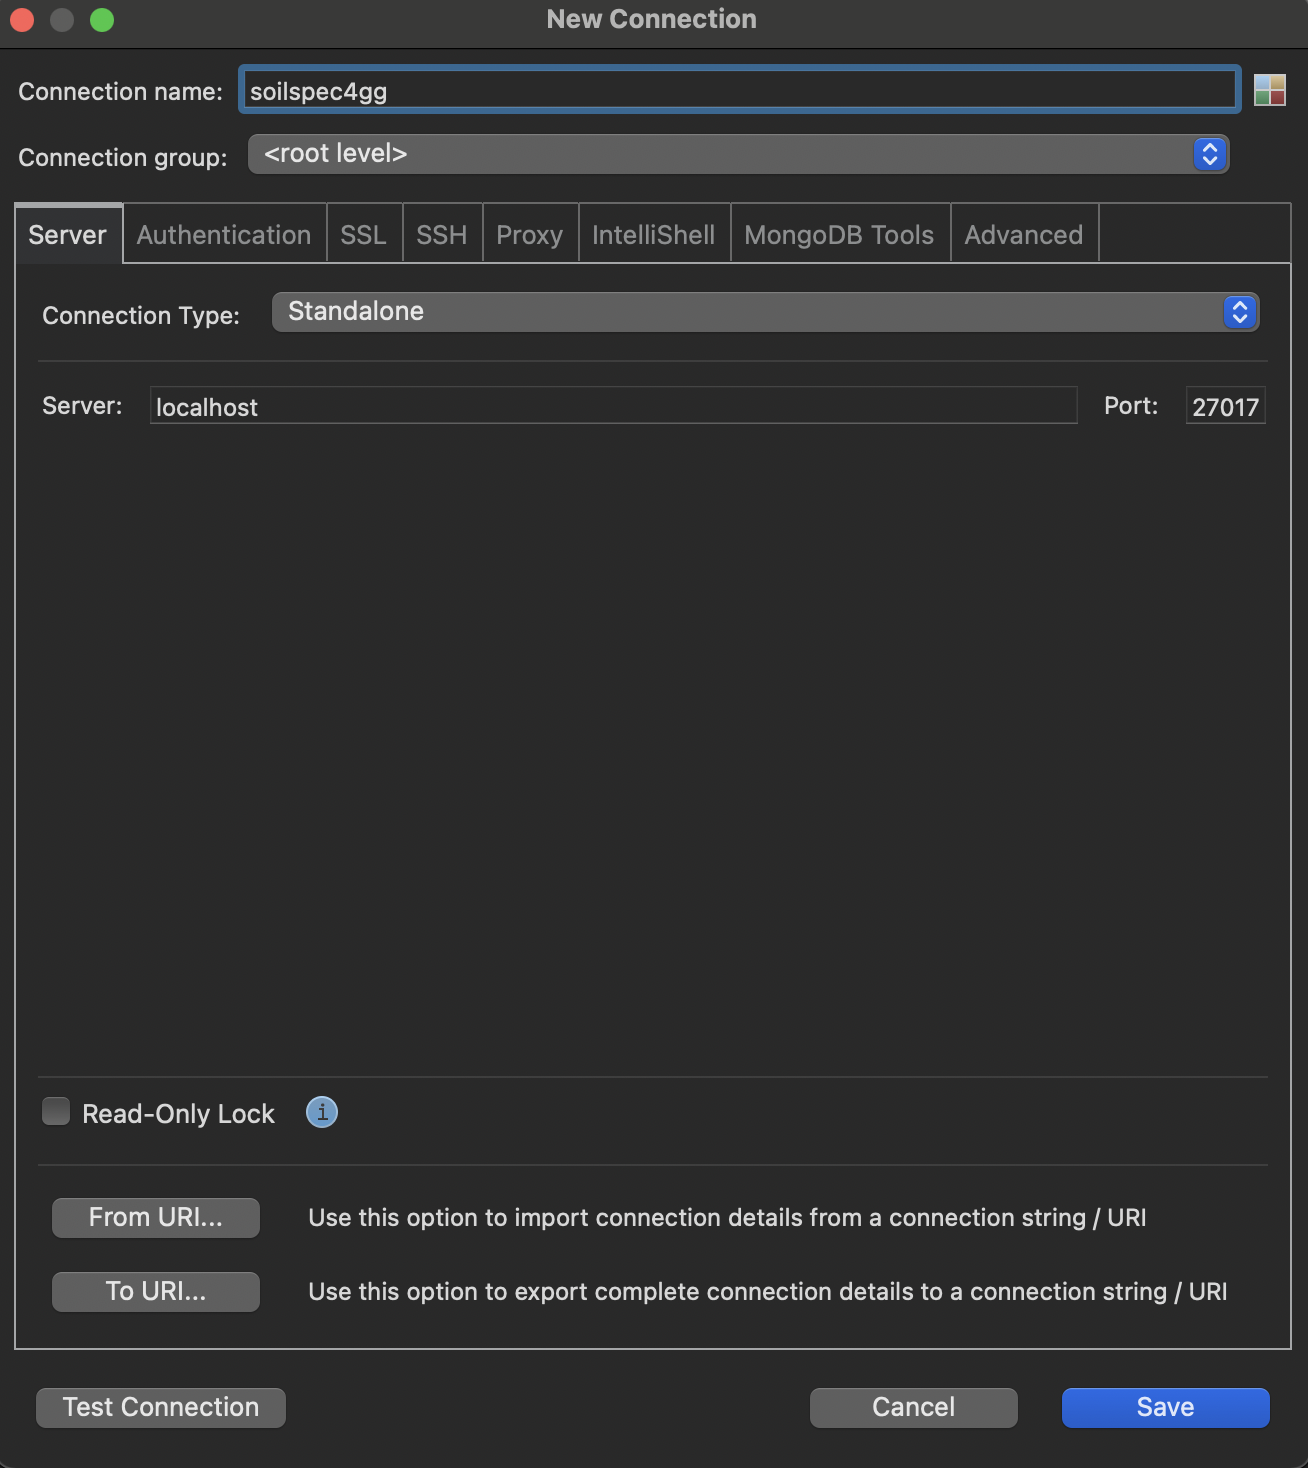 New Connection
Connection name: soilspec4gg
Connection group: <root level>
Server Authentication SSL SSH Proxy IntelliShell MongoDB Tools Advanced
Connection Type: Standalone
Server: localhost Port: 27017
Read-Only Lock i
From URI... Use this option to import connection details from a connection string / URI
To URI... Use this option to export complete connection details to a connection string / URI
Test Connection Cancel Save